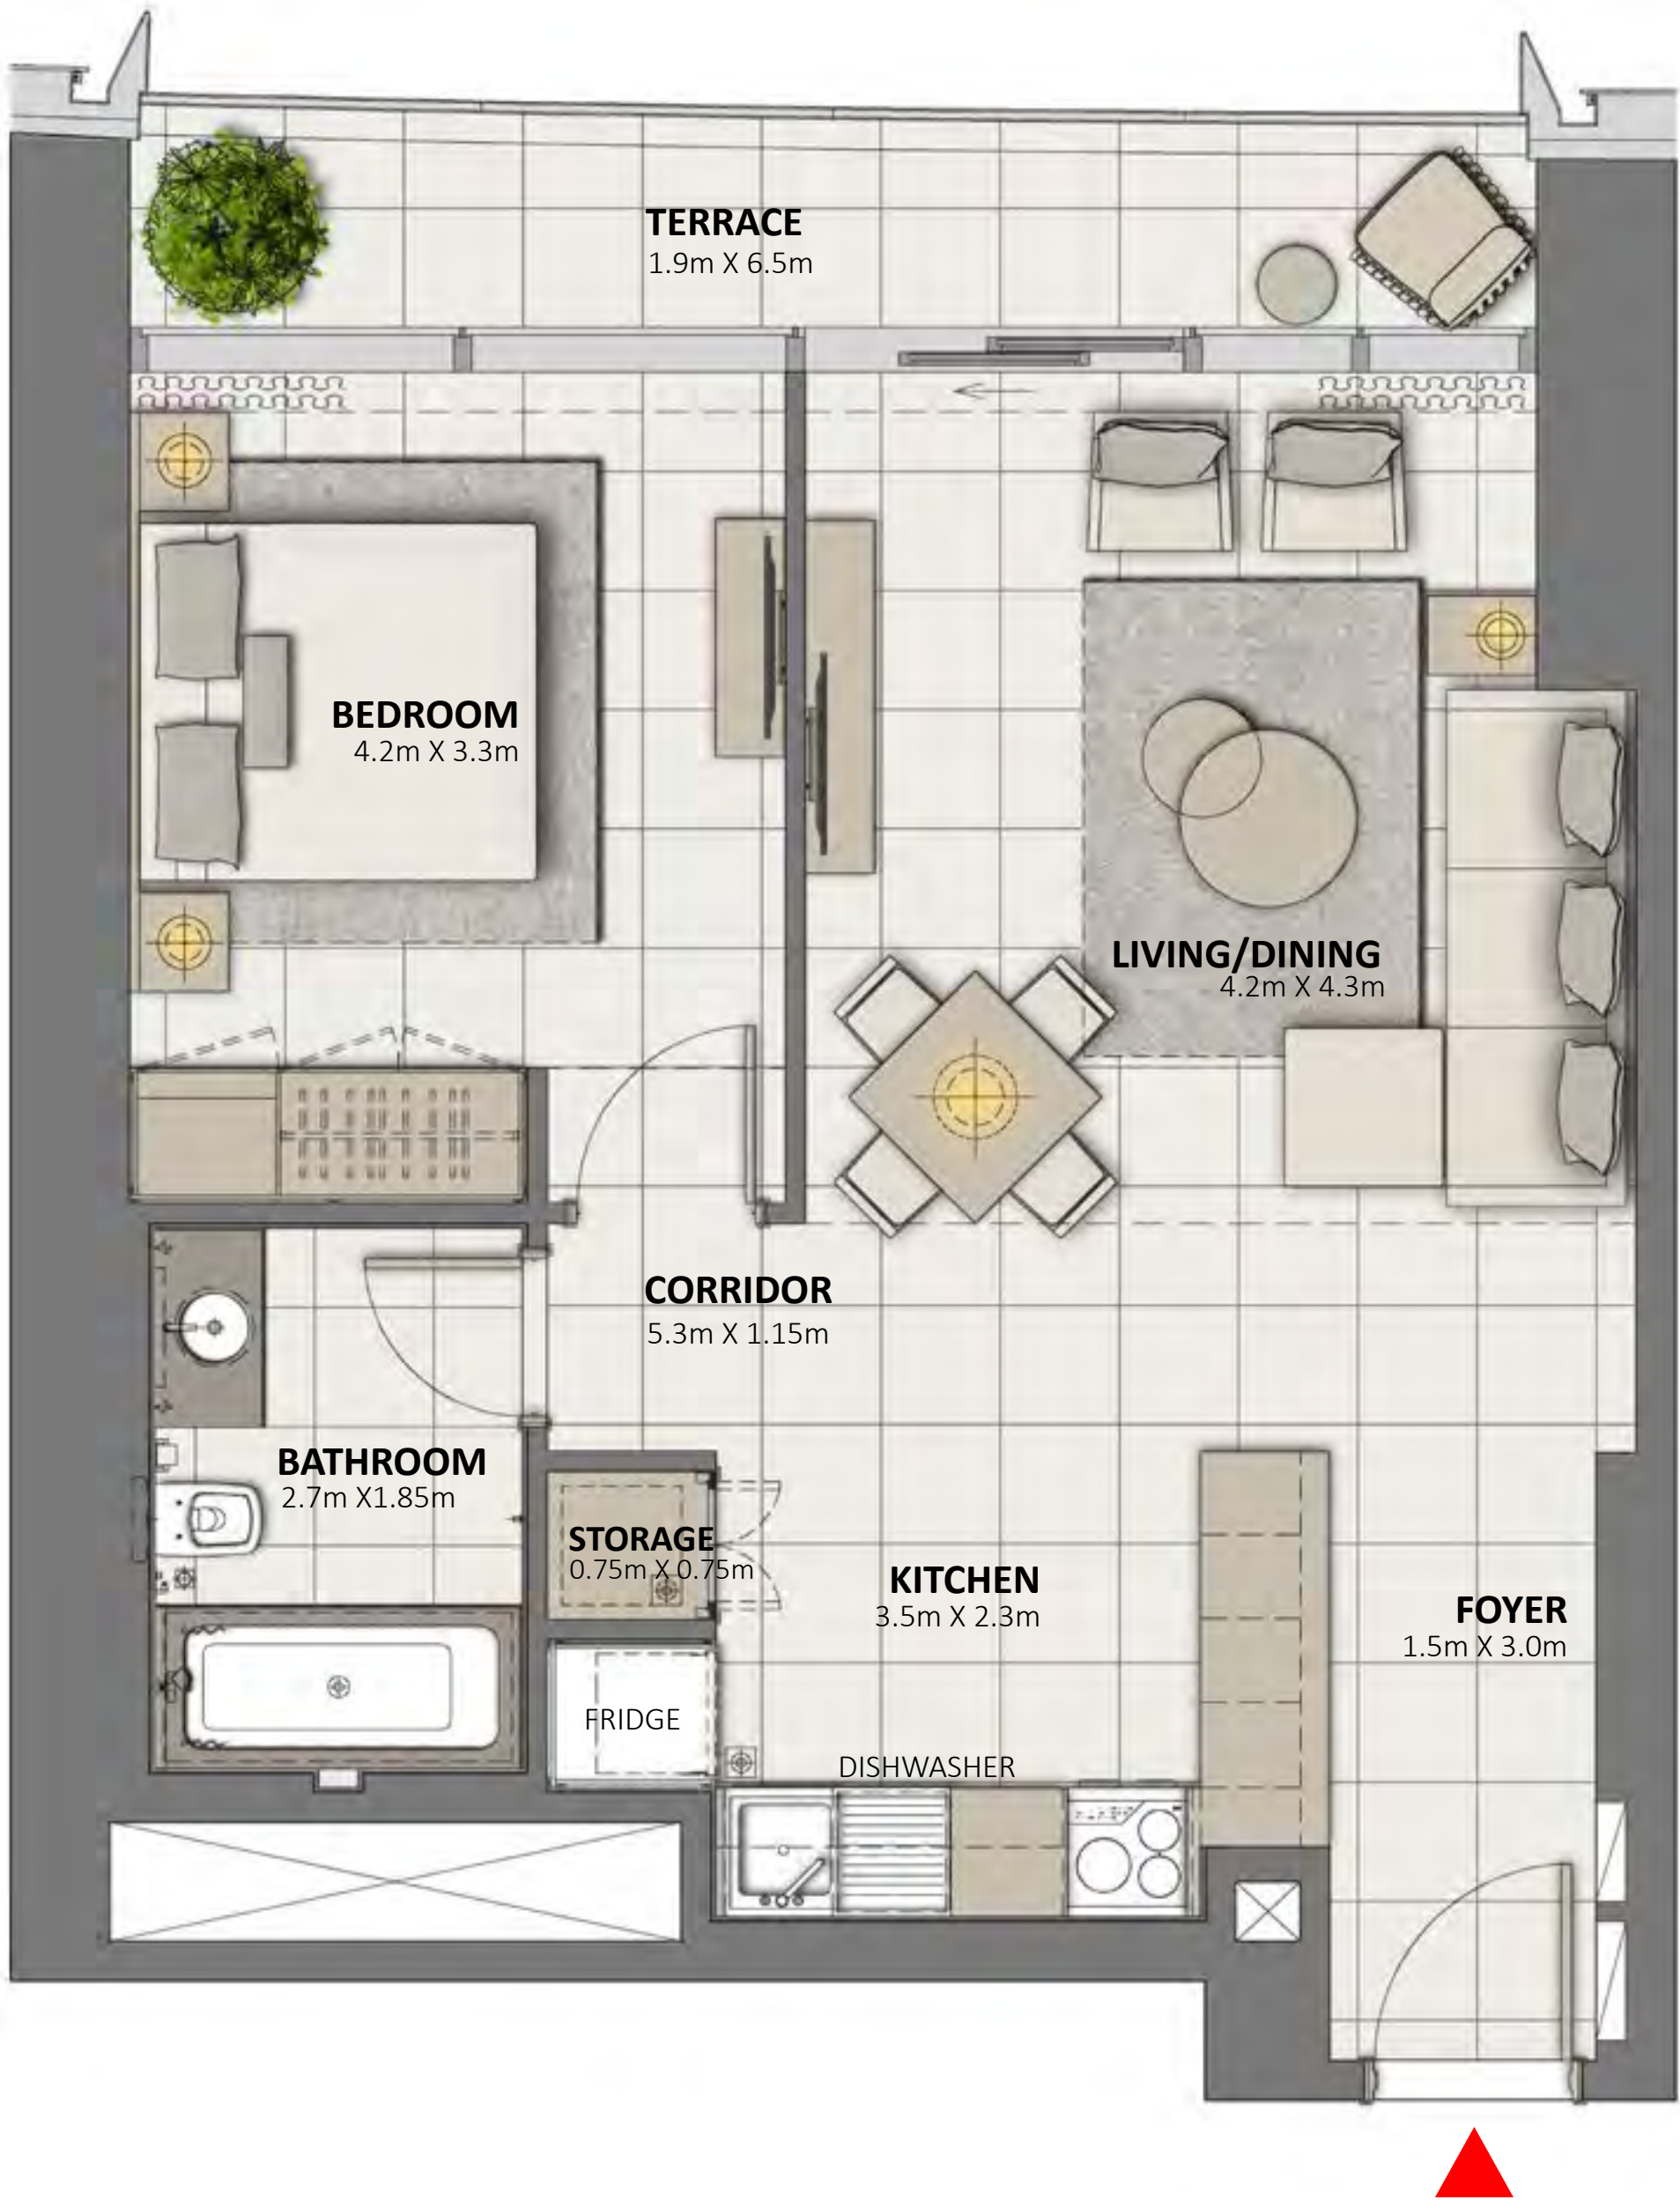 TERRACE
1.9m X 6.5m
BEDROOM
4.2m X 3.3m
LIVING/DINING
4.2m X 4.3m
CORRIDOR
5.3m X 1.15m
BATHROOM
2.7m X1.85m
STORAGE
0.75m X 0.75m
KITCHEN
3.5m X 2.3m
FOYER
1.5m X 3.0m
FRIDGE
DISHWASHER